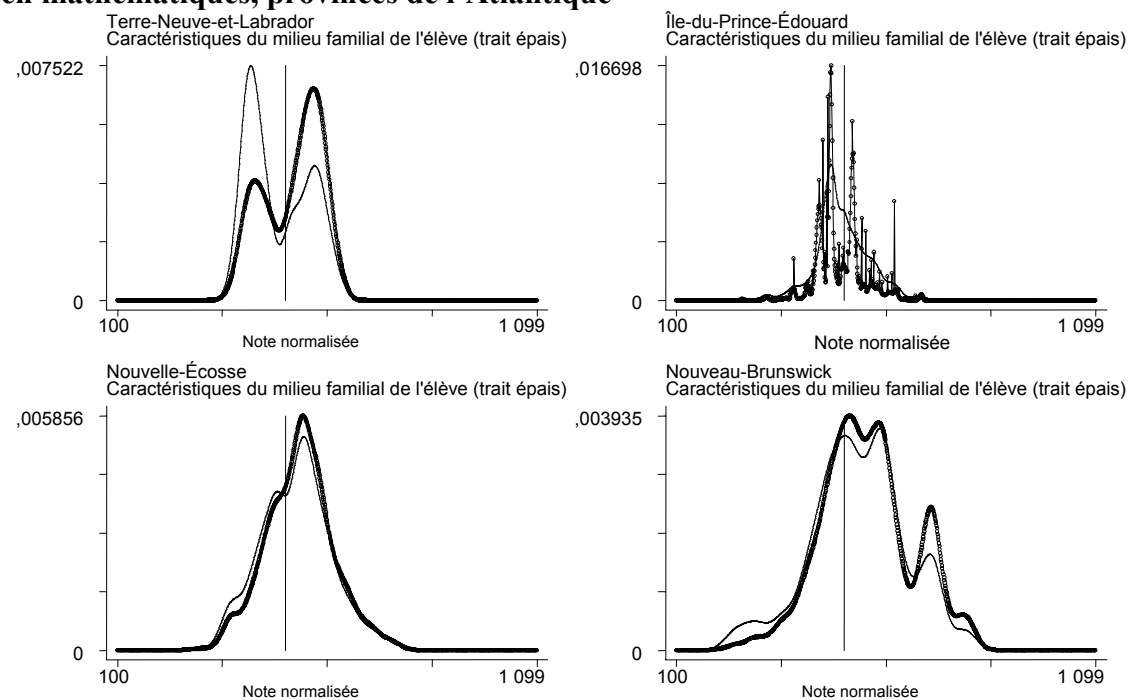 en mathématiques, provinces de l'Atlantique
Terre-Neuve-et-Labrador
Caractéristiques du milieu familial de l'élève (trait épais)
,007522
0
100
1 099
Note normalisée
Île-du-Prince-Édouard
Caractéristiques du milieu familial de l'élève (trait épais)
,016698
0
100
1 099
Note normalisée
Nouvelle-Écosse
Caractéristiques du milieu familial de l'élève (trait épais)
,005856
0
100
1 099
Note normalisée
Nouveau-Brunswick
Caractéristiques du milieu familial de l'élève (trait épais)
,003935
0
100
1 099
Note normalisée